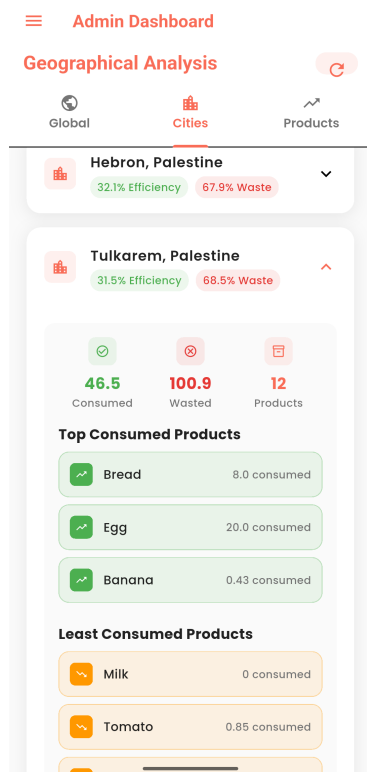 Admin Dashboard
Geographical Analysis
Global
Cities
Products
Hebron, Palestine
32.1% Efficiency
67.9% Waste
Tulkarem, Palestine
31.5% Efficiency
68.5% Waste
46.5
100.9
12
Consumed
Wasted
Products
Top Consumed Products
Bread
8.0 consumed
Egg
20.0 consumed
Banana
0.43 consumed
Least Consumed Products
Milk
0 consumed
Tomato
0.85 consumed